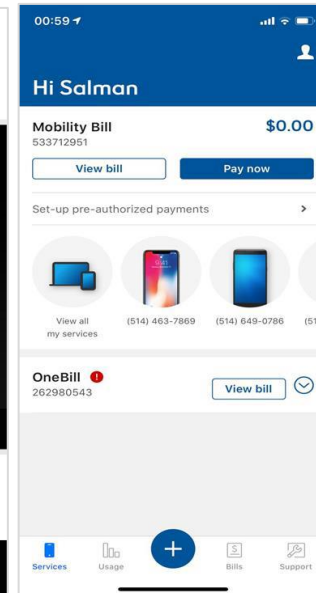 00:59
Hi Salman
Mobility Bill $0.00
533712951
View bill Pay now
Set-up pre-authorized payments
View all
my services
(514) 463-7869
(514) 649-0786
(51
OneBill
262980543
View bill
Services Usage Bills Support